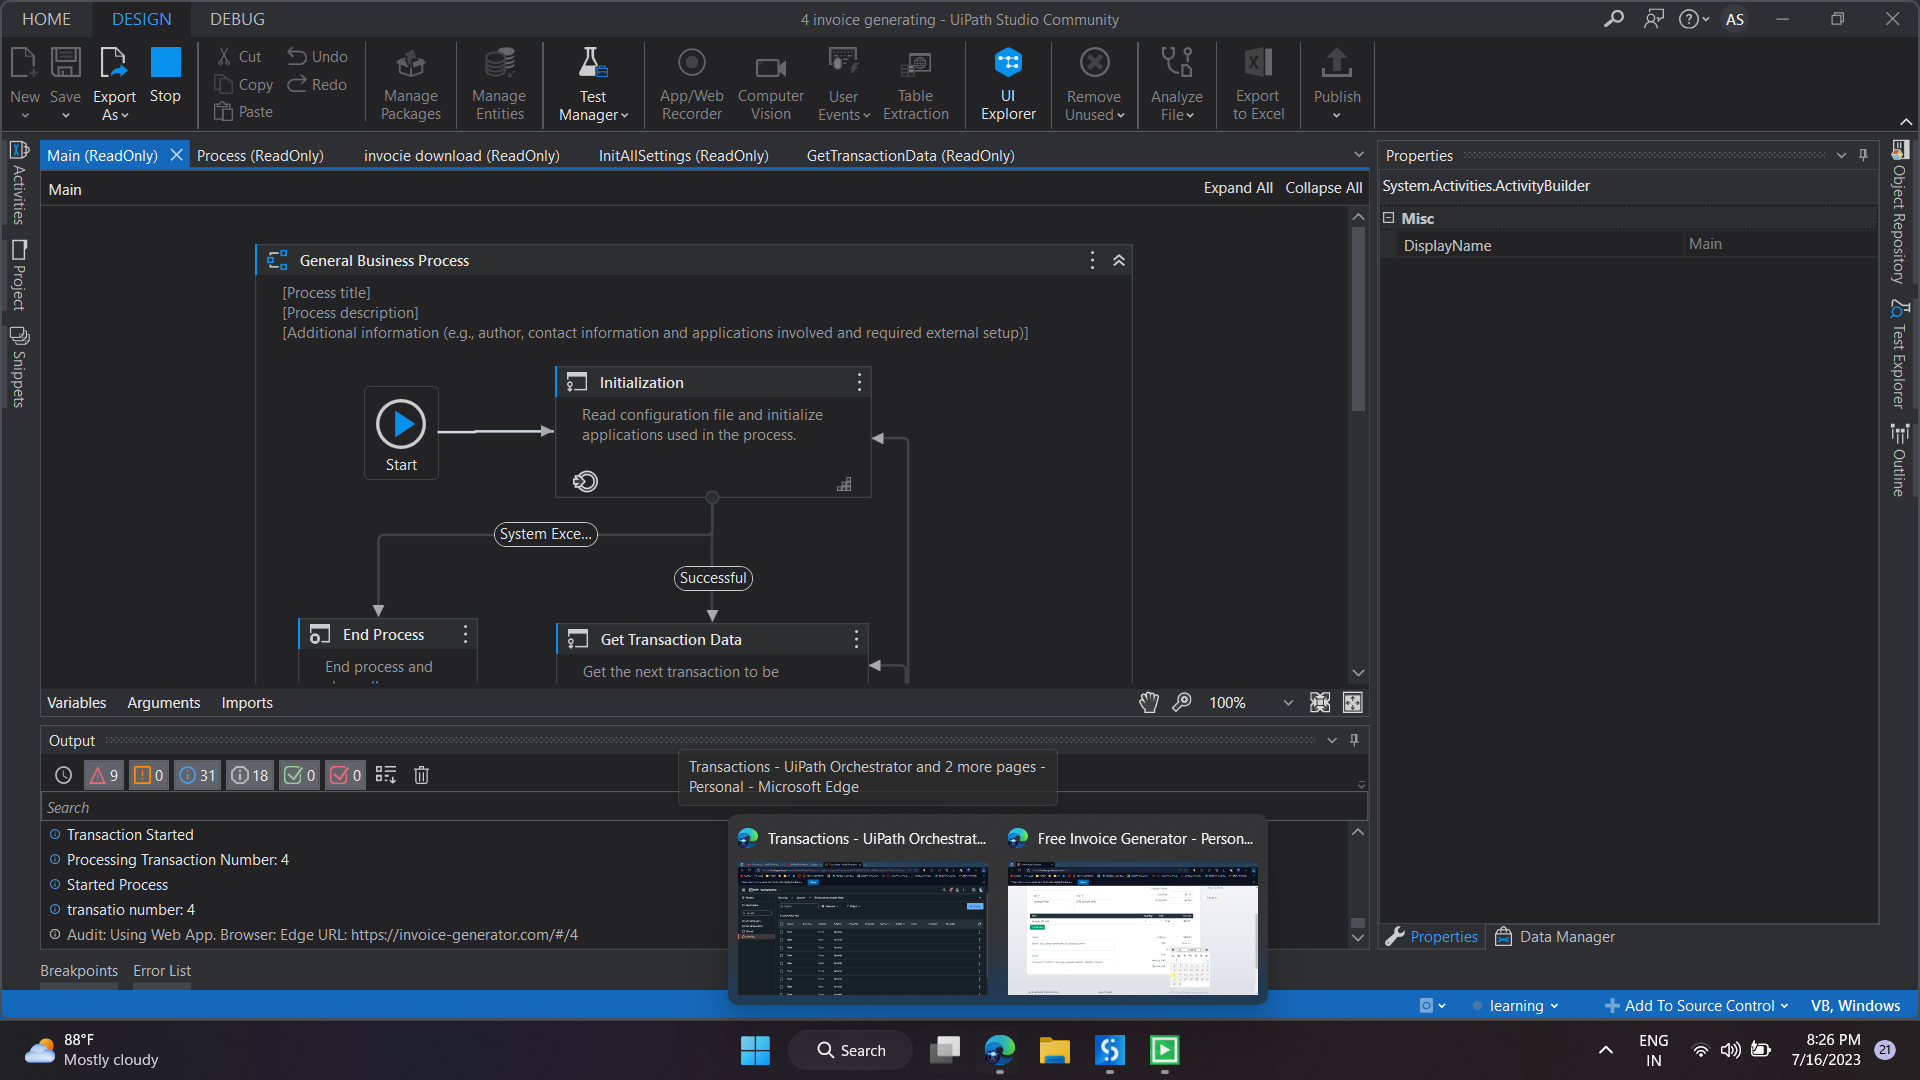 HOME
DESIGN
DEBUG
4 invoice generating - UiPath Studio Community
AS
New
Save
Export As
Stop
Cut
Copy
Paste
Undo
Redo
Manage Packages
Manage Entities
Test Manager
App/Web Recorder
Computer Vision
User Events
Table Extraction
UI Explorer
Remove Unused
Analyze File
Export to Excel
Publish
Main (ReadOnly)
Process (ReadOnly)
invocie download (ReadOnly)
InitAllSettings (ReadOnly)
GetTransactionData (ReadOnly)
Activities
Project
Snippets
Main
Expand All
Collapse All
General Business Process
[Process title]
[Process description]
[Additional information (e.g., author, contact information and applications involved and required external setup)]
Start
Initialization
Read configuration file and initialize
applications used in the process.
System Exce...
Successful
End Process
End process and
Get Transaction Data
Get the next transaction to be
Variables
Arguments
Imports
100%
Output
9
0
31
18
0
0
Search
Transaction Started
Processing Transaction Number: 4
Started Process
transatio number: 4
Audit: Using Web App. Browser: Edge URL: https://invoice-generator.com/#/4
Transactions - UiPath Orchestrator and 2 more pages -
Personal - Microsoft Edge
Transactions - UiPath Orchestrat...
Free Invoice Generator - Person...
Breakpoints
Error List
Properties
System.Activities.ActivityBuilder
Misc
DisplayName
Main
Properties
Data Manager
Object Repository
Test Explorer
Outline
learning
Add To Source Control
VB, Windows
88°F
Mostly cloudy
Search
ENG
IN
8:26 PM
7/16/2023
21